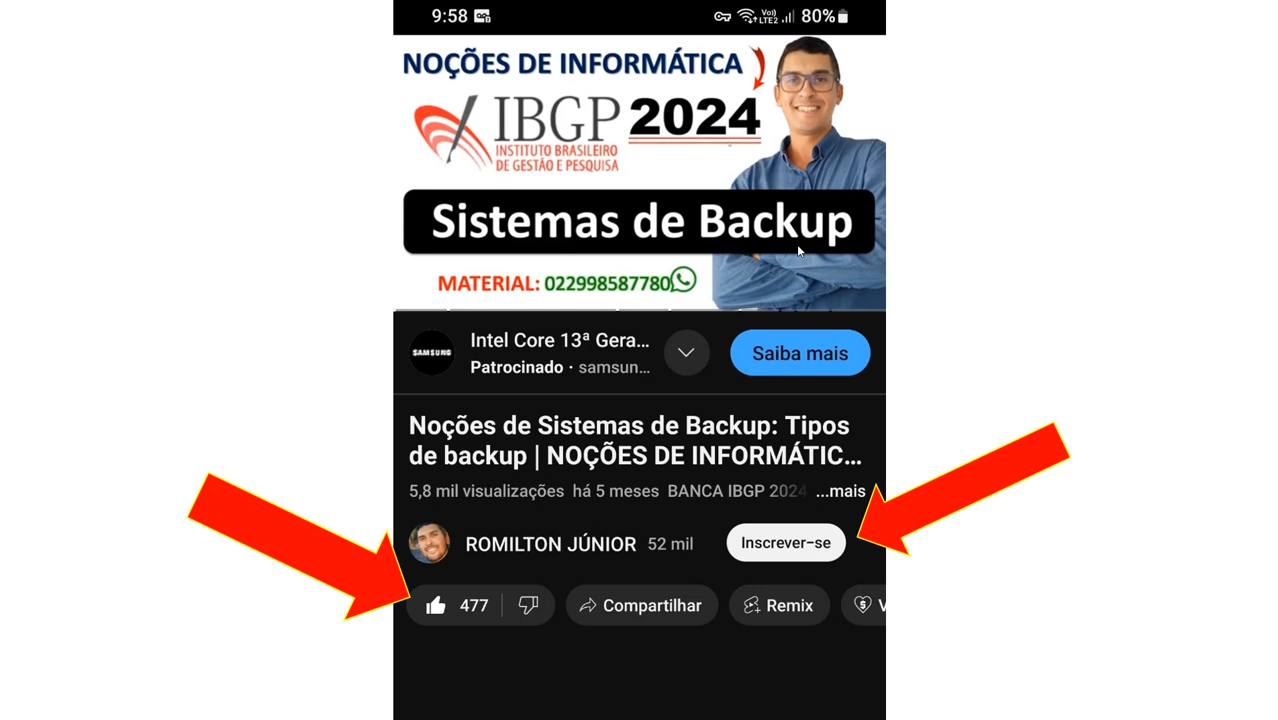 9:58
Vo)) LTE2 80%
NOÇÕES DE INFORMÁTICA
IBGP 2024
INSTITUTO BRASILEIRO
DE GESTÃO E PESQUISA
Sistemas de Backup
MATERIAL: 022998587780
SAMSUNG
Intel Core 13ª Gera...
Patrocinado · samsun...
Saiba mais
Noções de Sistemas de Backup: Tipos
de backup | NOÇÕES DE INFORMÁTIC...
5,8 mil visualizações há 5 meses BANCA IBGP 2024 ...mais
ROMILTON JÚNIOR 52 mil
Inscrever-se
477 Compartilhar Remix V